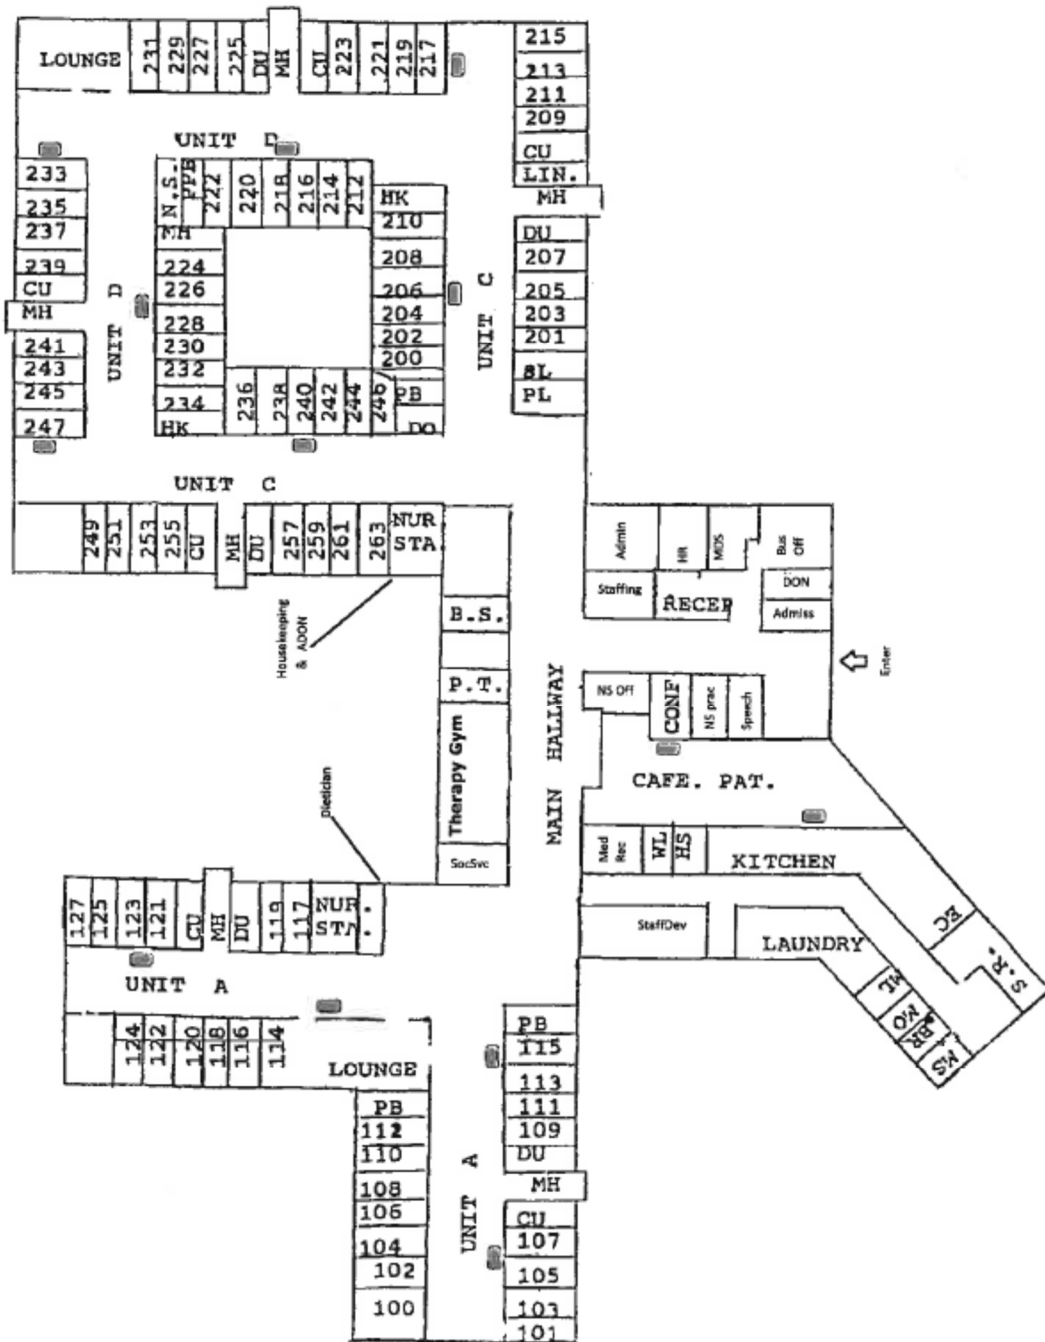 LOUNGE
231
229
227
225
DU
MH
CU
223
221
219
217
215
213
211
209
CU
LIN.
MH
DU
207
205
203
201
SL
PL
UNIT D
233
235
237
239
CU
MH
241
243
245
247
UNIT D
N.S.
PPB
222
220
218
216
214
212
MH
224
226
228
230
232
234
HK
HK
210
208
206
204
202
200
PB
DO
236
238
240
242
244
246
UNIT C
UNIT C
249
251
253
255
CU
MH
DU
257
259
261
263
NUR
STA
Housekeeping
& ADON
B.S.
P.T.
Therapy Gym
SocSvc
Dietician
MAIN HALLWAY
Admin
HR
MDS
Bus
Off
Staffing
RECEP
DON
Admiss
Enter
NS Off
CONF
NS prac
Speech
CAFE. PAT.
Med
Rec
WL
HS
KITCHEN
StaffDev
LAUNDRY
EC
S.R.
ML
MO
BR
MS
127
125
123
121
CU
MH
DU
119
117
NUR.
STA.
UNIT A
124
122
120
118
116
114
LOUNGE
PB
112
110
108
106
104
102
100
UNIT A
PB
115
113
111
109
DU
MH
CU
107
105
103
101